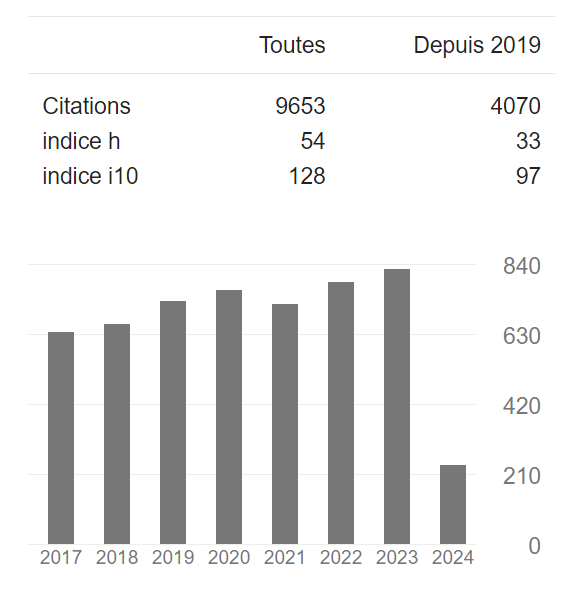 Toutes Depuis 2019
Citations 9653 4070
indice h 54 33
indice i10 128 97
840
630
420
210
0
2017 2018 2019 2020 2021 2022 2023 2024